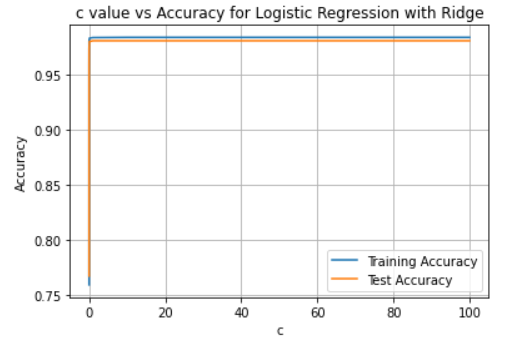 c value vs Accuracy for Logistic Regression with Ridge
Accuracy
0.95
0.90
0.85
0.80
0.75
Training Accuracy
Test Accuracy
0 20 40 60 80 100
c